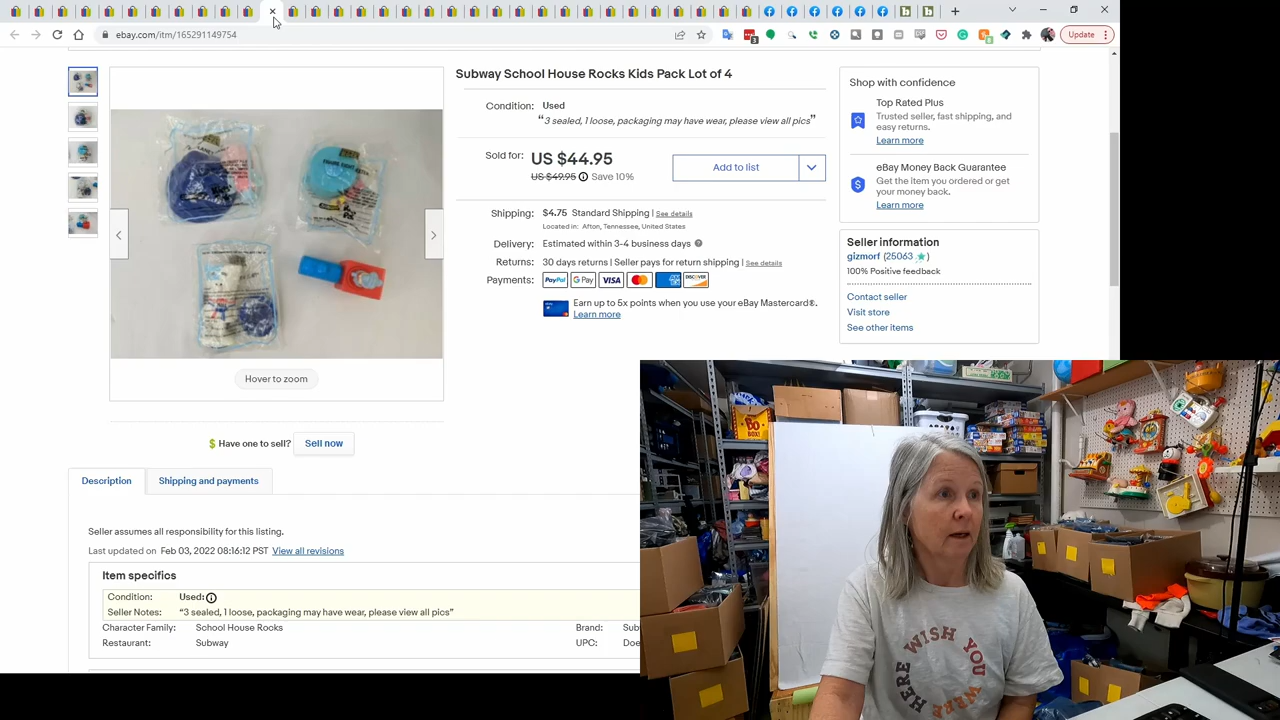 ebay.com/itm/165291149754
Update
Subway School House Rocks Kids Pack Lot of 4
Condition: Used
“3 sealed, 1 loose, packaging may have wear, please view all pics”
Sold for: US $44.95
US $49.95 Save 10%
Add to list
Shipping: $4.75 Standard Shipping | See details
Located in: Afton, Tennessee, United States
Delivery: Estimated within 3-4 business days
Returns: 30 days returns | Seller pays for return shipping | See details
Payments: PayPal G Pay VISA DISCOVER
Earn up to 5x points when you use your eBay Mastercard®.
Learn more
Shop with confidence
Top Rated Plus
Trusted seller, fast shipping, and
easy returns.
Learn more
eBay Money Back Guarantee
Get the item you ordered or get
your money back.
Learn more
Seller information
gizmorf (25063)
100% Positive feedback
Contact seller
Visit store
See other items
Hover to zoom
Have one to sell? Sell now
Description
Shipping and payments
Seller assumes all responsibility for this listing.
Last updated on Feb 03, 2022 08:16:12 PST View all revisions
Item specifics
Condition: Used:
Seller Notes: “3 sealed, 1 loose, packaging may have wear, please view all pics”
Character Family: School House Rocks Brand: Sub
Restaurant: Subway UPC: Doe
WISH YOU
WERE
HERE